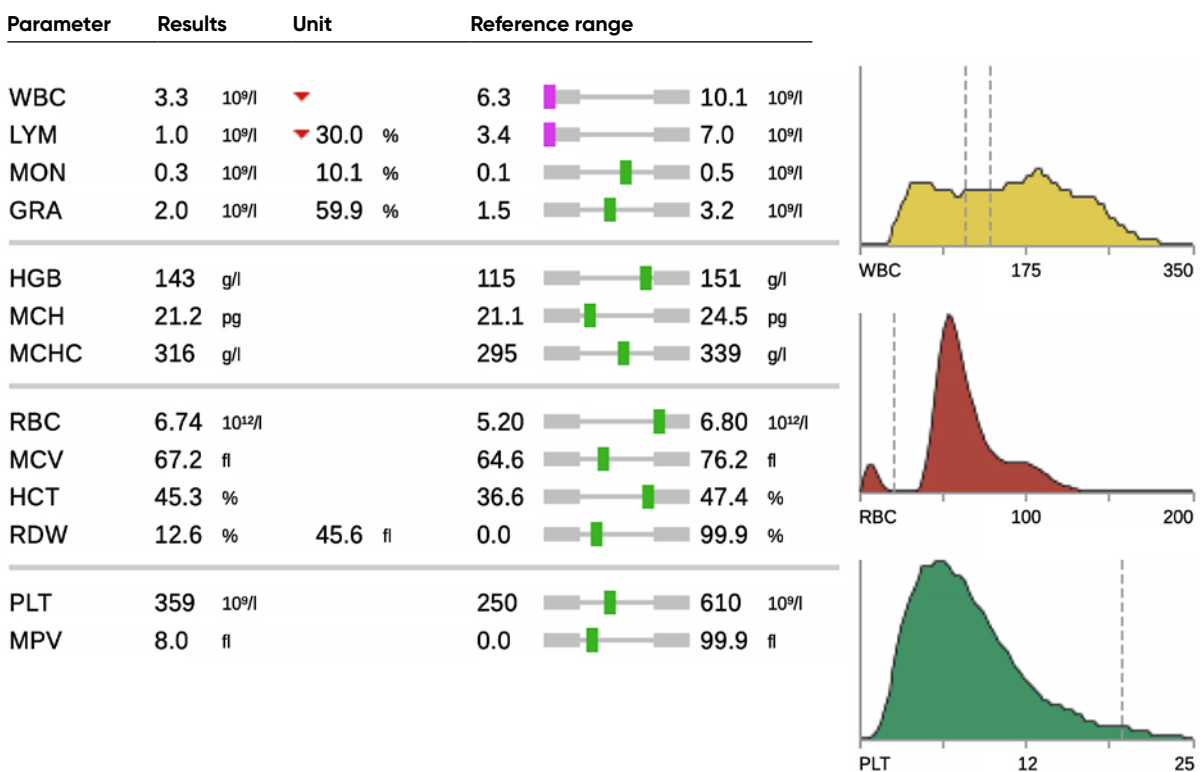 Parameter Results Unit Reference range
WBC 3.3 10⁹/l 6.3 10.1 10⁹/l
LYM 1.0 10⁹/l 30.0 % 3.4 7.0 10⁹/l
MON 0.3 10⁹/l 10.1 % 0.1 0.5 10⁹/l
GRA 2.0 10⁹/l 59.9 % 1.5 3.2 10⁹/l
WBC 175 350
HGB 143 g/l 115 151 g/l
MCH 21.2 pg 21.1 24.5 pg
MCHC 316 g/l 295 339 g/l
RBC 6.74 10¹²/l 5.20 6.80 10¹²/l
MCV 67.2 fl 64.6 76.2 fl
HCT 45.3 % 36.6 47.4 %
RDW 12.6 % 45.6 fl 0.0 99.9 %
RBC 100 200
PLT 359 10⁹/l 250 610 10⁹/l
MPV 8.0 fl 0.0 99.9 fl
PLT 12 25